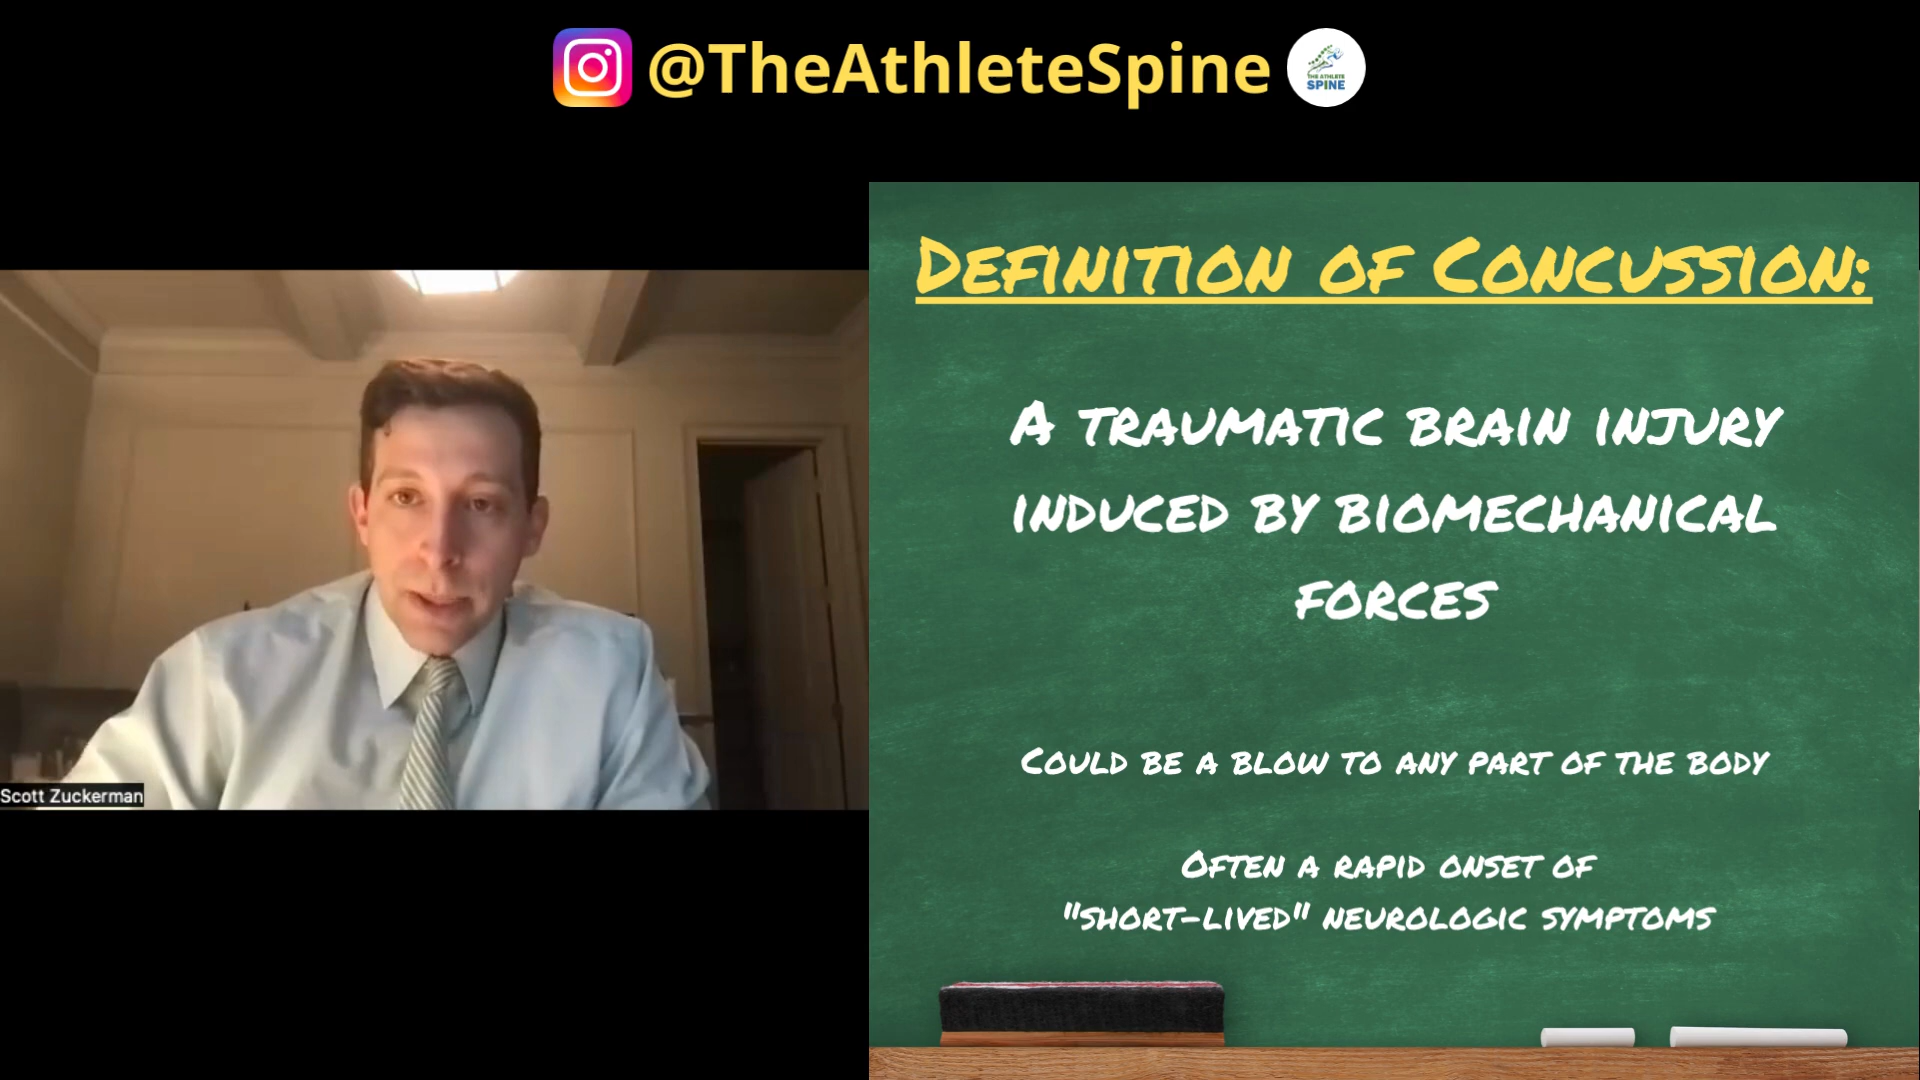 @TheAthleteSpine
THE ATHLETE
SPINE
Definition of Concussion:
A traumatic brain injury
induced by biomechanical
forces
Could be a blow to any part of the body
Often a rapid onset of
"short-lived" neurologic symptoms
Scott Zuckerman